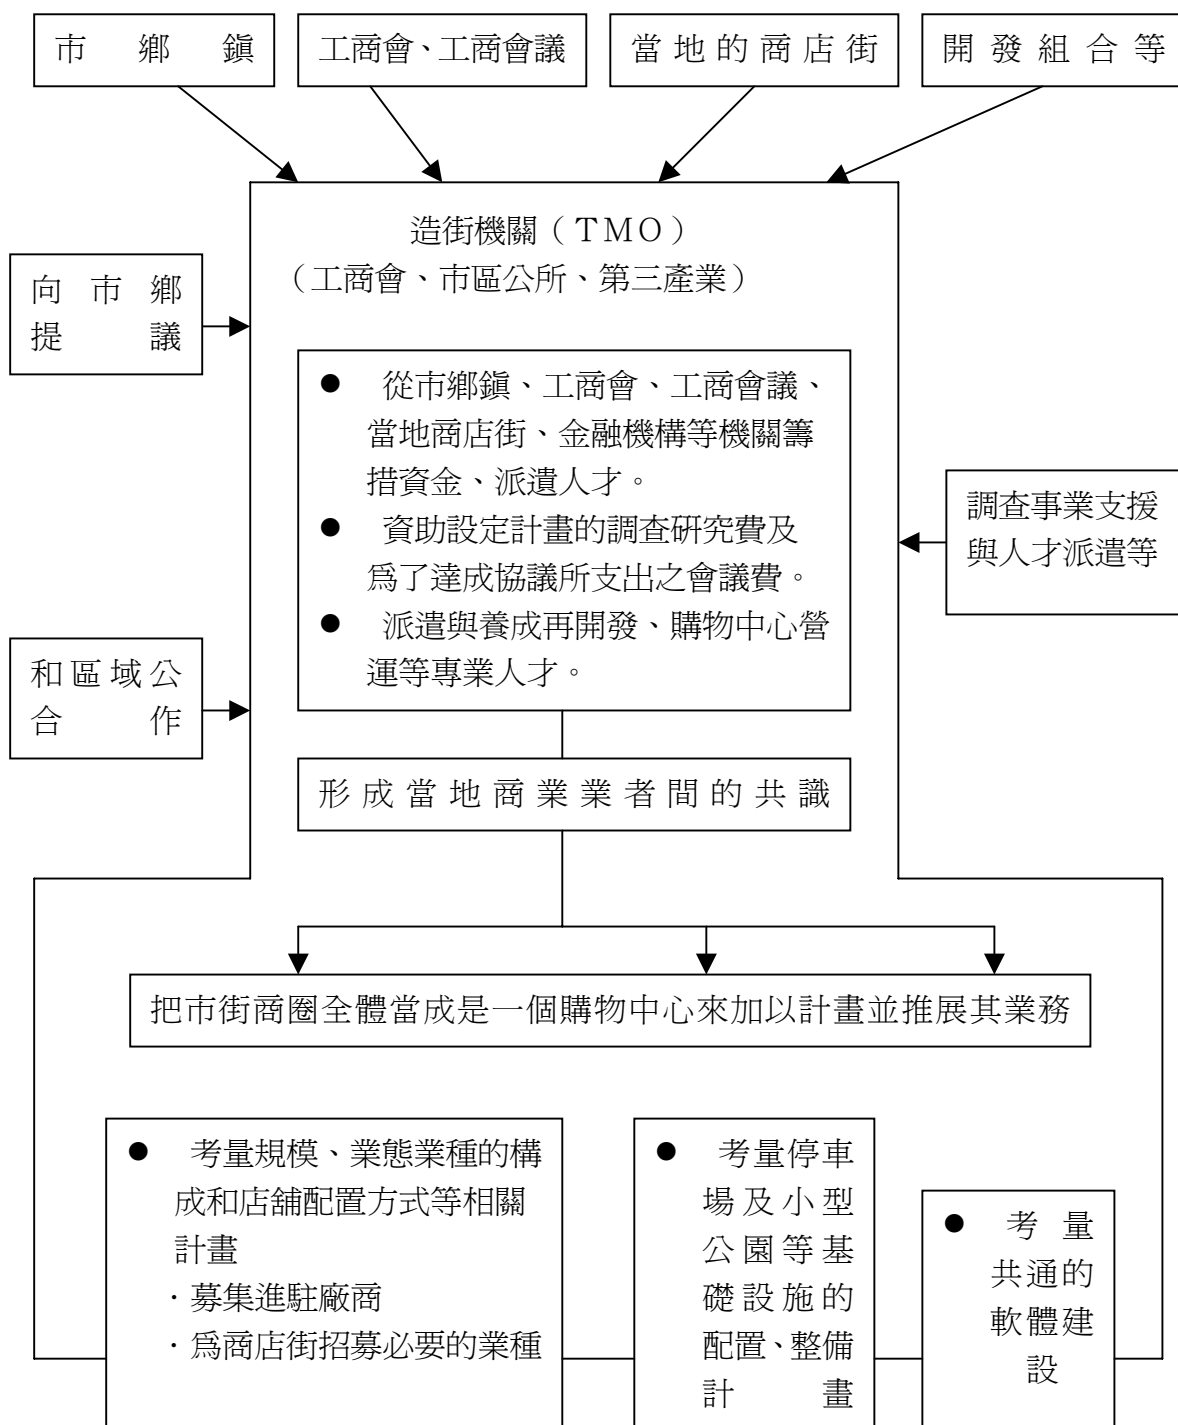 市鄉鎮
工商會、工商會議
當地的商店街
開發組合等
造街機關（TMO）
（工商會、市區公所、第三產業）
向市鄉
提議
● 從市鄉鎮、工商會、工商會議、
當地商店街、金融機構等機關籌
措資金、派遣人才。
● 資助設定計畫的調查研究費及
為了達成協議所支出之會議費。
● 派遣與養成再開發、購物中心營
運等專業人才。
調查事業支援
與人才派遣等
和區域公
合作
形成當地商業業者間的共識
把市街商圈全體當成是一個購物中心來加以計畫並推展其業務
● 考量規模、業態業種的構
成和店舖配置方式等相關
計畫
．募集進駐廠商
．為商店街招募必要的業種
● 考量停車
場及小型
公園等基
礎設施的
配置、整備
計畫
● 考量
共通的
軟體建
設